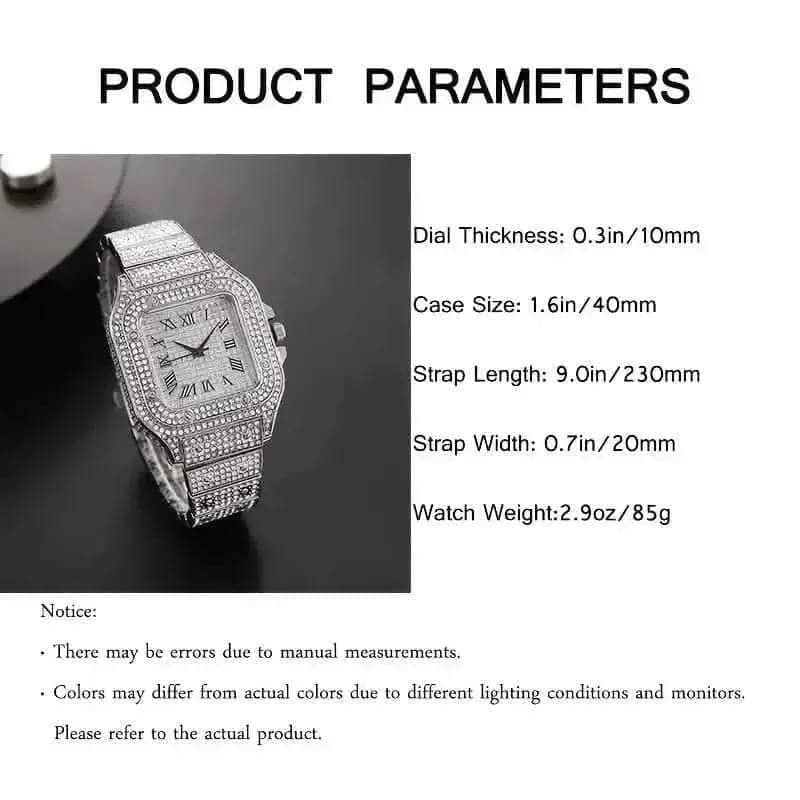 PRODUCT PARAMETERS
XII
Dial Thickness: 0.3in/10mm
Case Size: 1.6in/40mm
Strap Length: 9.0in/230mm
Strap Width: 0.7in/20mm
Watch Weight:2.9oz/85g
Notice:
· There may be errors due to manual measurements.
· Colors may differ from actual colors due to different lighting conditions and monitors.
Please refer to the actual product.